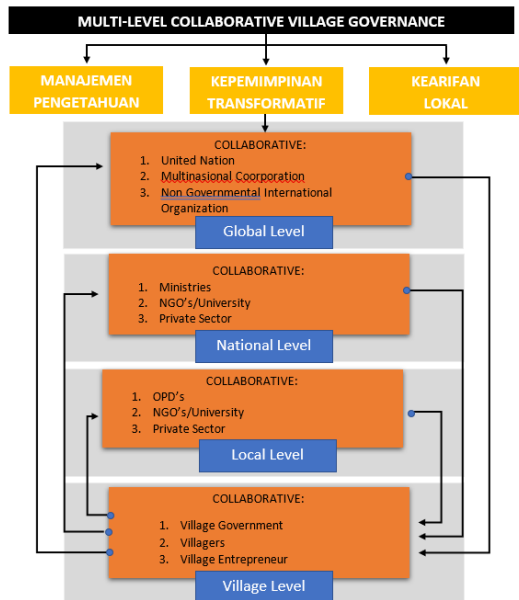 MULTI-LEVEL COLLABORATIVE VILLAGE GOVERNANCE
MANAJEMEN
PENGETAHUAN
KEPEMIMPINAN
TRANSFORMATIF
KEARIFAN
LOKAL
COLLABORATIVE:
1. United Nation
2. Multinasional Coorporation
3. Non Governmental International
Organization
Global Level
COLLABORATIVE:
1. Ministries
2. NGO's/University
3. Private Sector
National Level
COLLABORATIVE:
1. OPD's
2. NGO's/University
3. Private Sector
Local Level
COLLABORATIVE:
1. Village Government
2. Villagers
3. Village Entrepreneur
Village Level